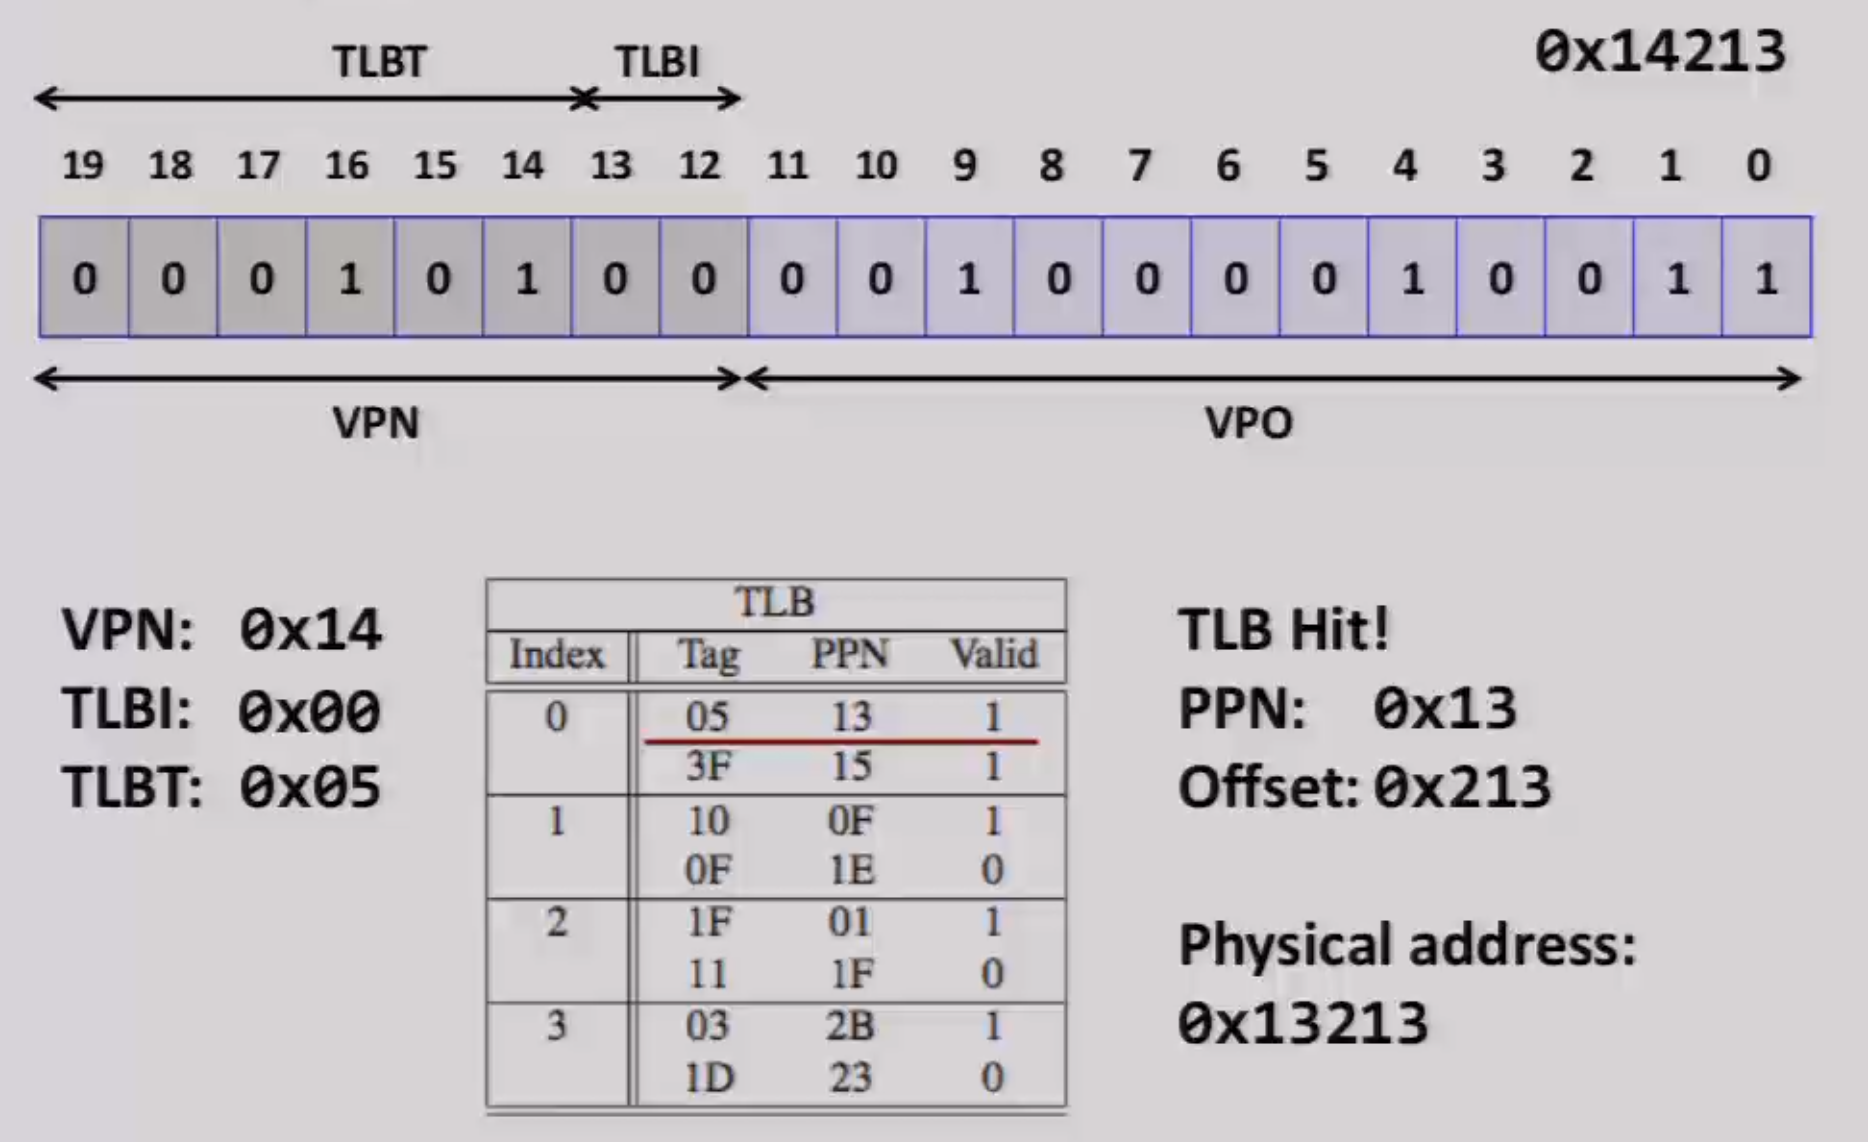 TLBT TLBI 0x14213
19 18 17 16 15 14 13 12 11 10 9 8 7 6 5 4 3 2 1 0
0 0 0 1 0 1 0 0 0 0 1 0 0 0 0 1 0 0 1 1
VPN VPO
VPN: 0x14
TLBI: 0x00
TLBT: 0x05
TLB
Index Tag PPN Valid
0 05 13 1
3F 15 1
1 10 0F 1
0F 1E 0
2 1F 01 1
11 1F 0
3 03 2B 1
1D 23 0
TLB Hit!
PPN: 0x13
Offset: 0x213
Physical address:
0x13213